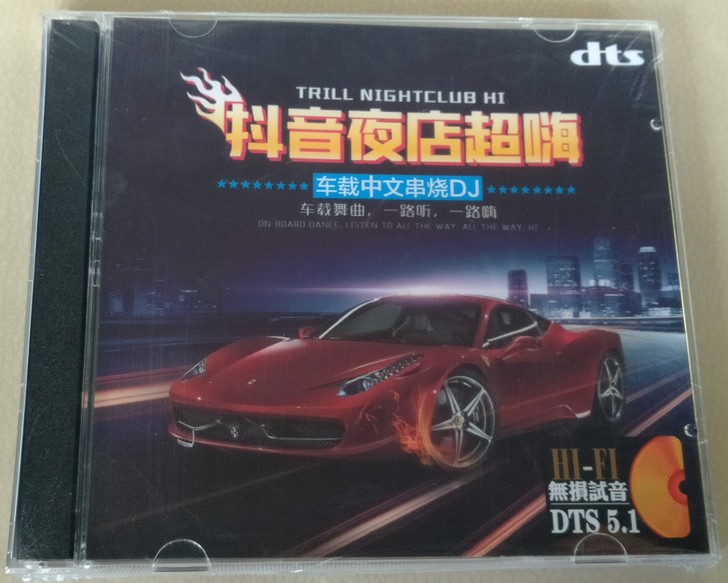 dts
TRILL NIGHTCLUB HI
抖音夜店超嗨
车载中文串烧DJ
车载舞曲，一路听，一路嗨
ON-BOARD DANCE, LISTEN TO ALL THE WAY, ALL THE WAY, HI
HI-FI
無損試音
DTS 5.1